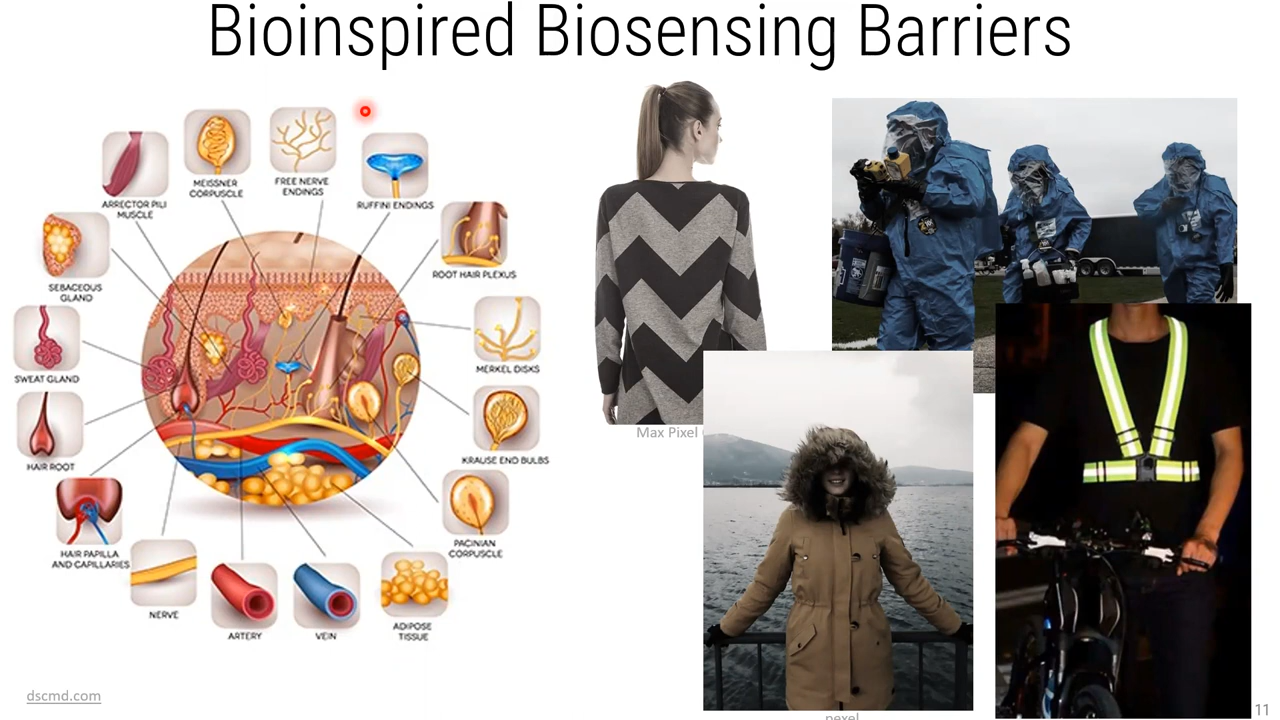 Bioinspired Biosensing Barriers
ARRECTOR PILI
MUSCLE
MEISSNER
CORPUSCLE
FREE NERVE
ENDINGS
RUFFINI ENDINGS
ROOT HAIR PLEXUS
SEBACEOUS
GLAND
MERKEL DISKS
SWEAT GLAND
KRAUSE END BULBS
HAIR ROOT
PACINIAN
CORPUSCLE
HAIR PAPILLA
AND CAPILLARIES
NERVE
ARTERY
VEIN
ADIPOSE
TISSUE
Max Pixel
dscmd.com
pexel
11